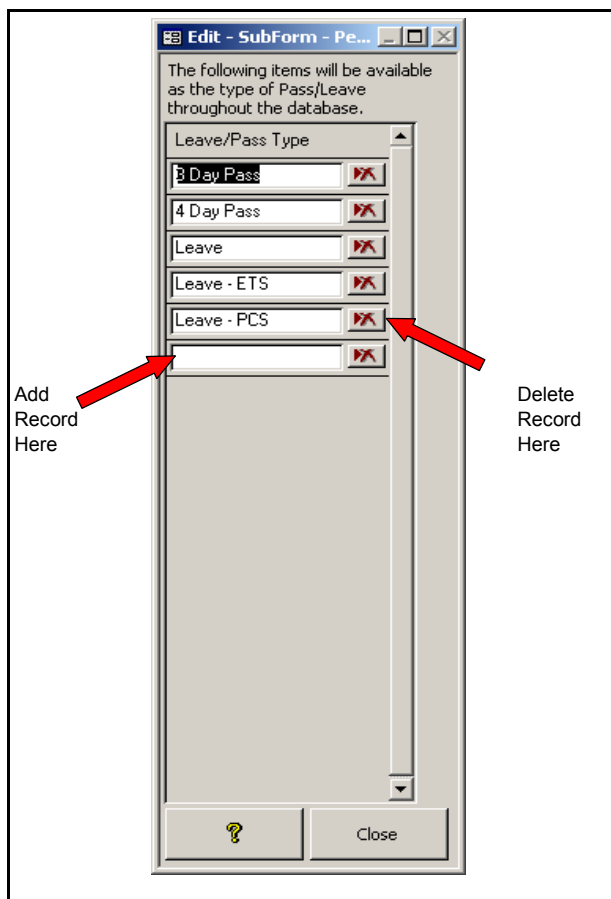 Edit - SubForm - Pe...
The following items will be available
as the type of Pass/Leave
throughout the database.
Leave/Pass Type
3 Day Pass
4 Day Pass
Leave
Leave - ETS
Leave - PCS
Add
Record
Here
Delete
Record
Here
?
Close